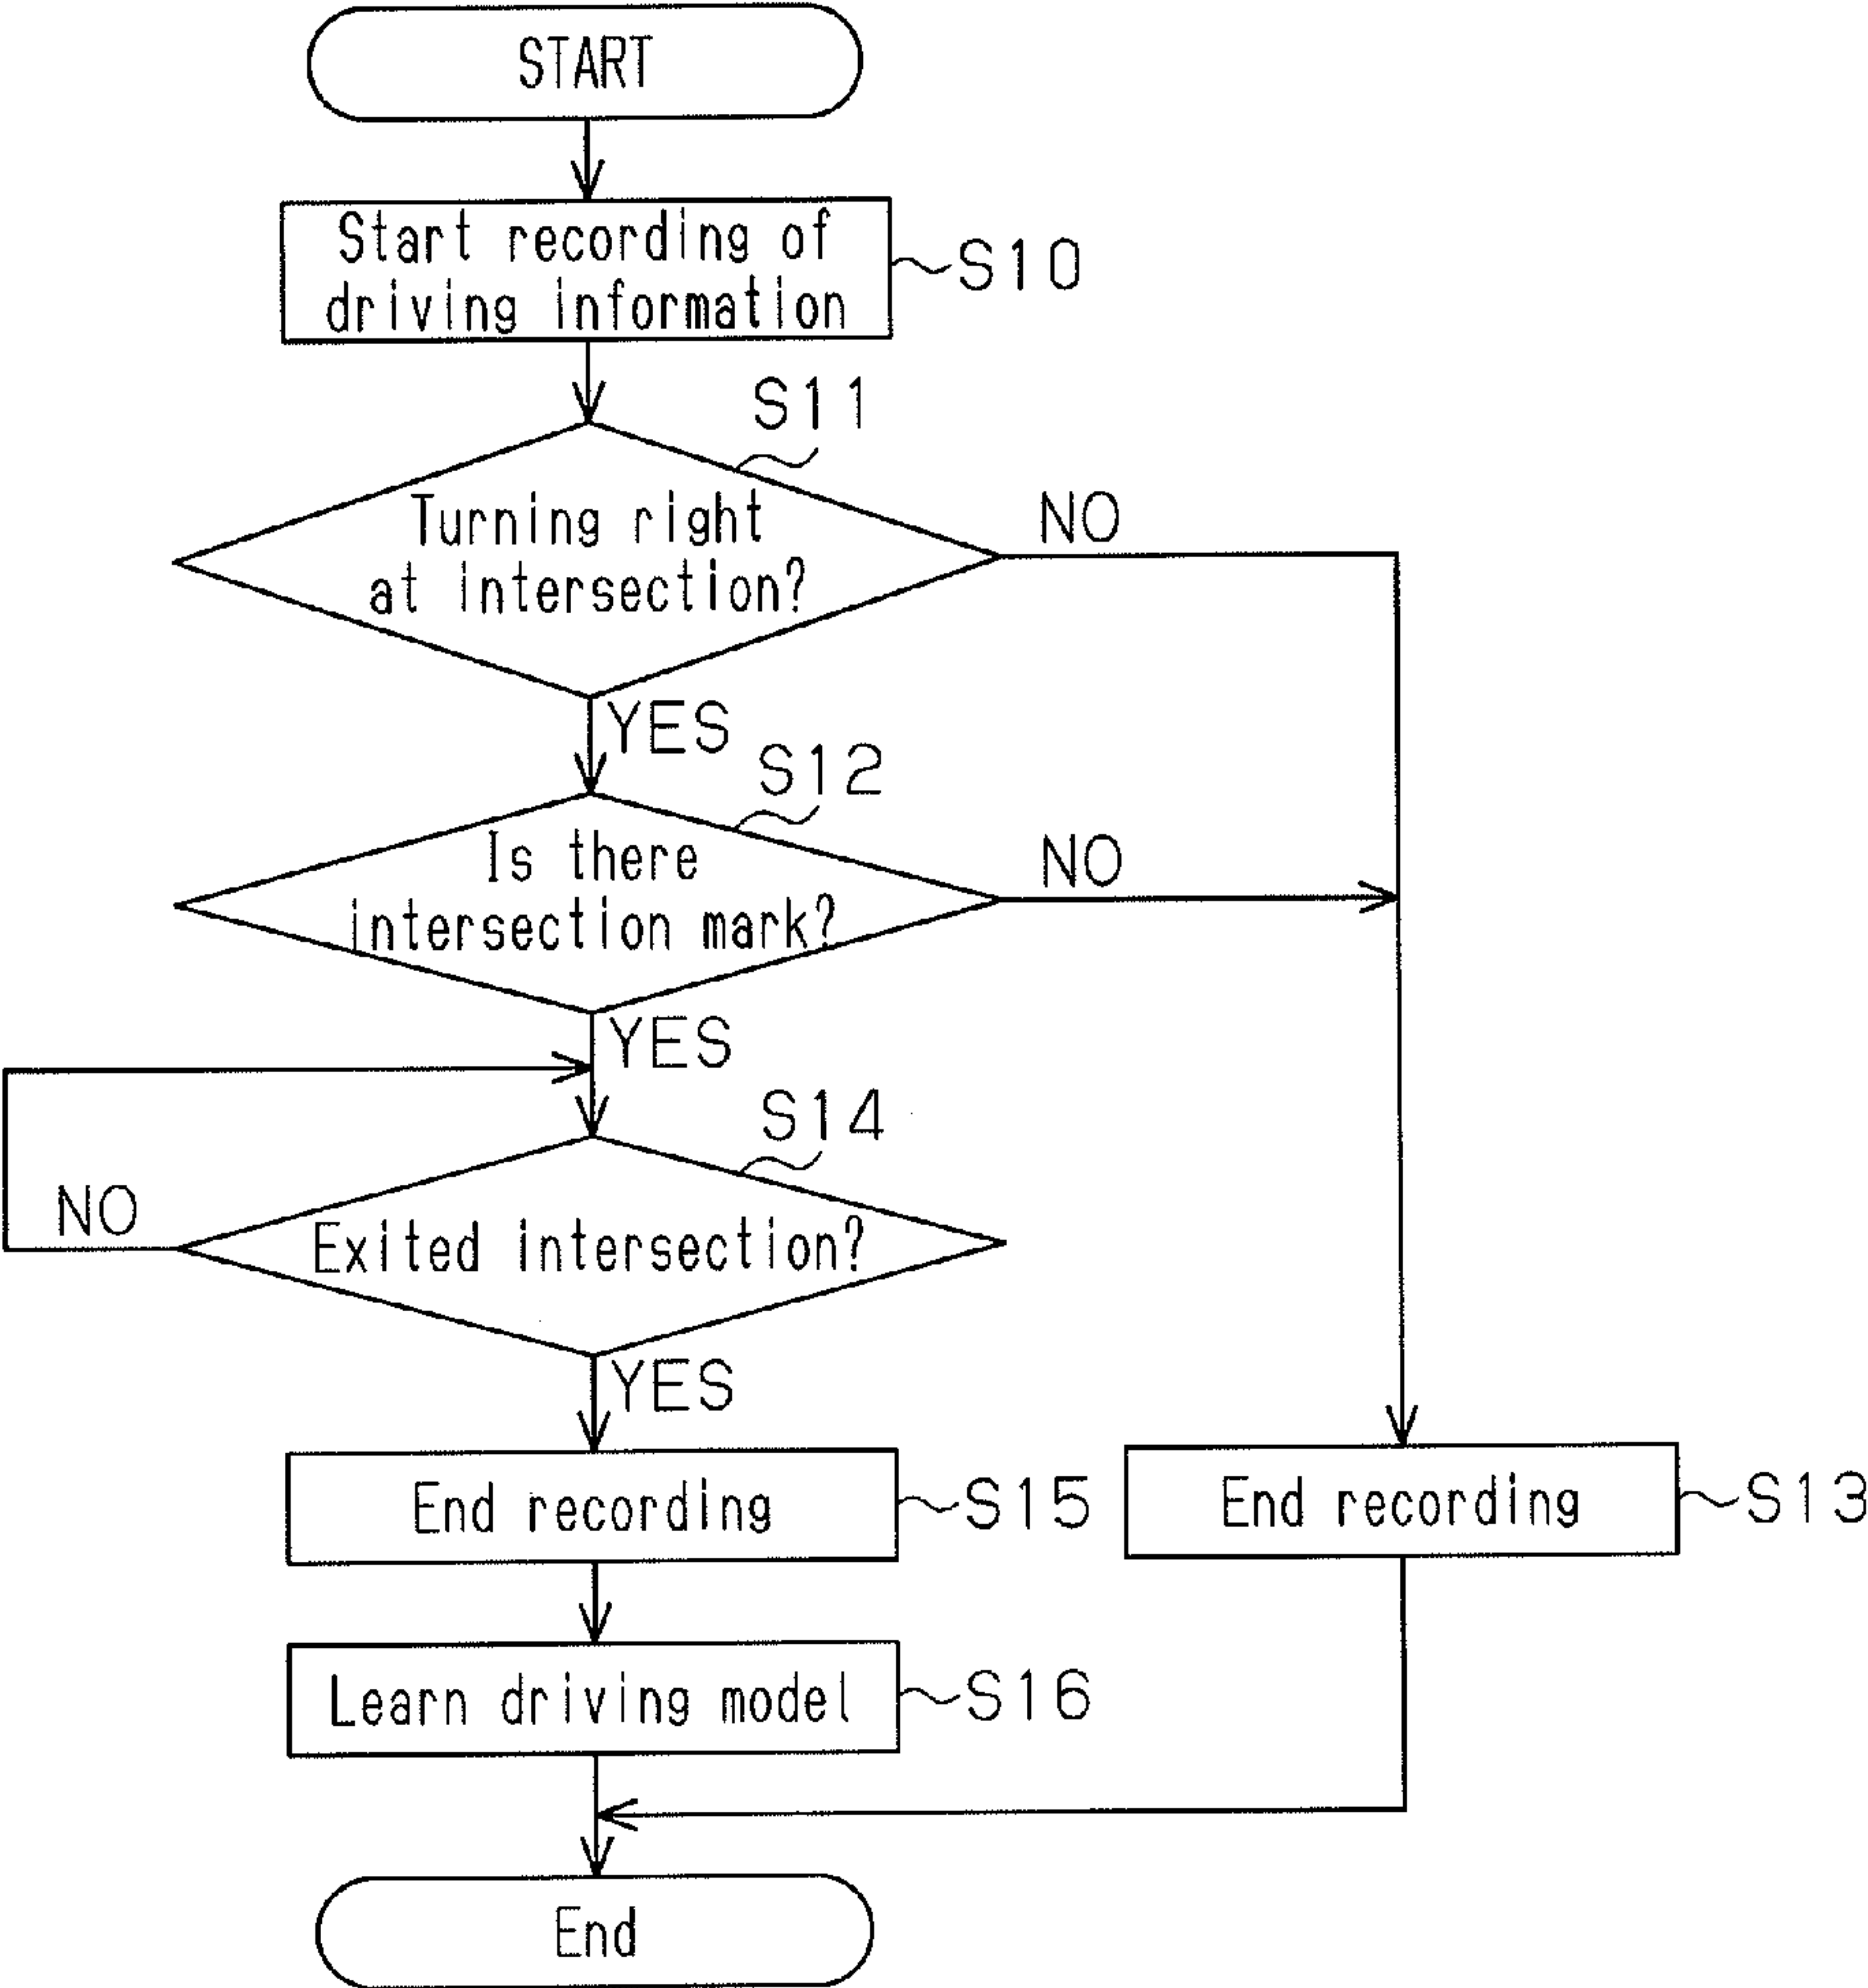 START
Start recording of
driving information
S10
S11
Turning right
at intersection?
NO
YES
S12
Is there
intersection mark?
NO
YES
S14
Exited intersection?
NO
YES
End recording
S15
End recording
S13
Learn driving model
S16
End